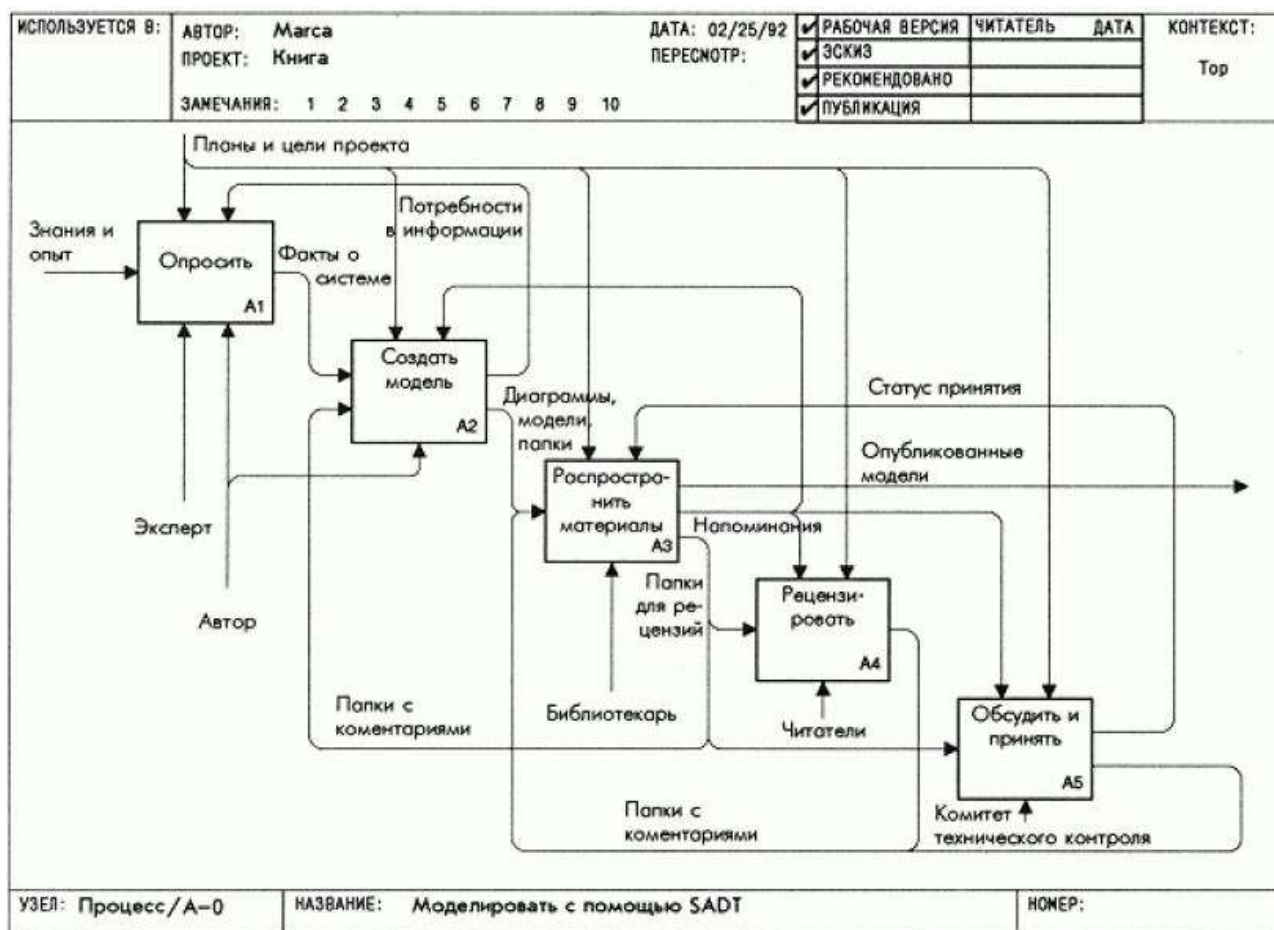 ИСПОЛЬЗУЕТСЯ В:
АВТОР: Marca
ДАТА: 02/25/92
✔ РАБОЧАЯ ВЕРСИЯ
ЧИТАТЕЛЬ ДАТА
КОНТЕКСТ:
ПРОЕКТ: Книга
ПЕРЕСМОТР:
✔ ЭСКИЗ
Top
✔ РЕКОМЕНДОВАНО
ЗАМЕЧАНИЯ: 1 2 3 4 5 6 7 8 9 10
✔ ПУБЛИКАЦИЯ
Планы и цели проекта
Потребности
в информации
Знания и
опыт
Опросить
A1
Факты о
системе
Создать
модель
A2
Диаграммы,
модели,
папки
Статус принятия
Опубликованные
модели
Распростра-
нить
материалы
A3
Напоминания
Эксперт
Автор
Папки
для ре-
цензий
Рецензи-
ровать
A4
Библиотекарь
Читатели
Папки с
коментариями
Обсудить и
принять
A5
Папки с
коментариями
Комитет
технического контроля
УЗЕЛ: Процесс/A-0
НАЗВАНИЕ: Моделировать с помощью SADT
НОМЕР: